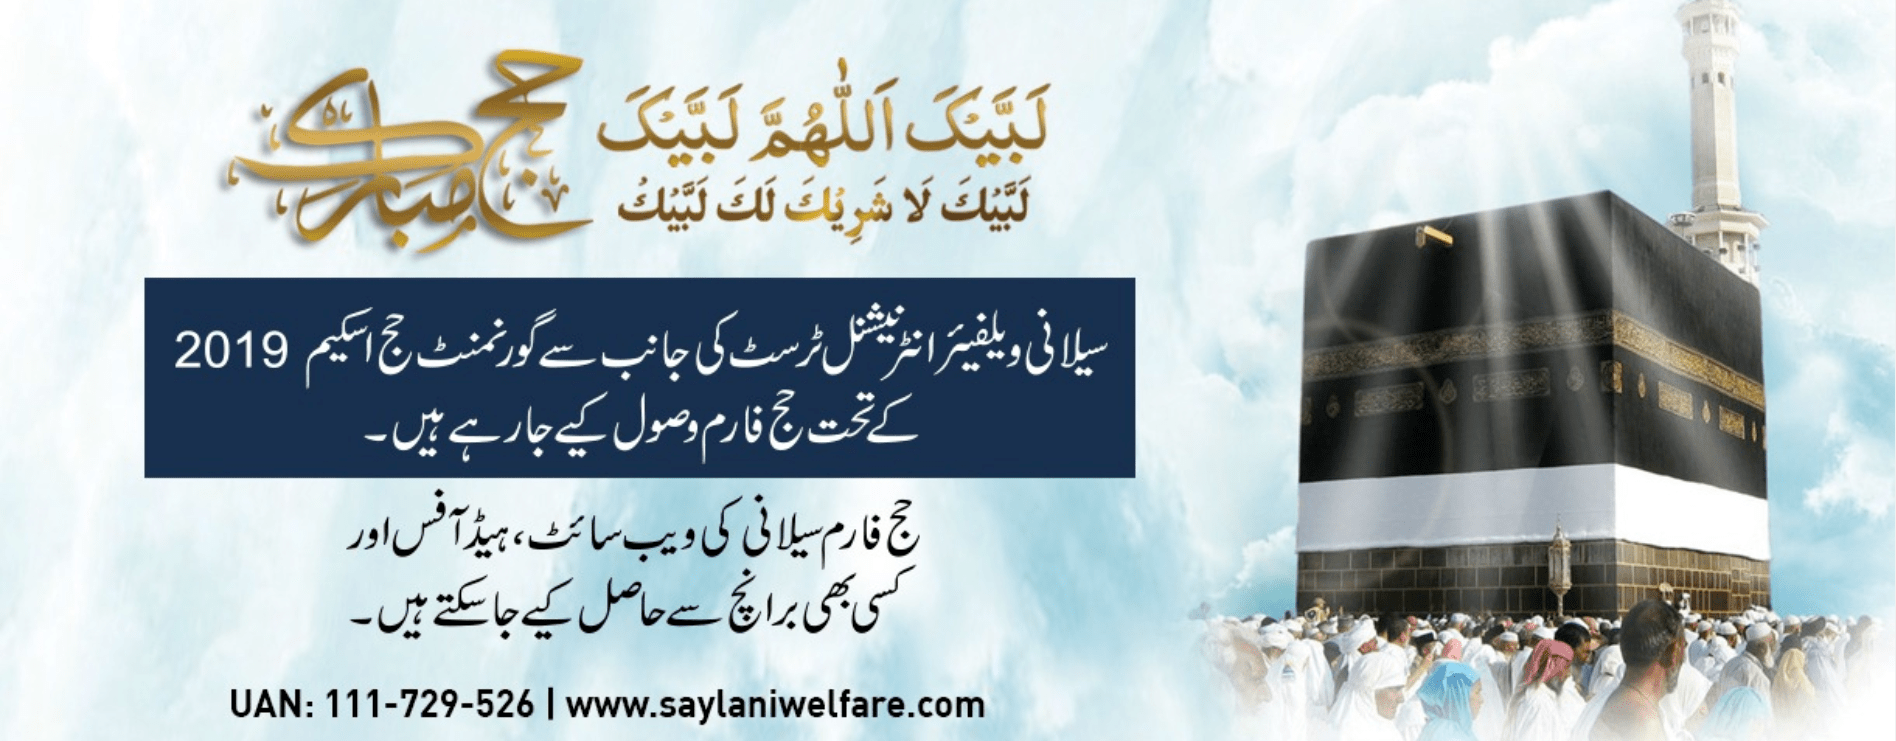 حج مبارک
لَبَّیْکَ اَللّٰھُمَّ لَبَّیْکَ
لَبَّیْكَ لَا شَرِیْكَ لَكَ لَبَّیْكَ
سیلانی ویلفیئر انٹرنیشنل ٹرسٹ کی جانب سے گورنمنٹ حج اسکیم 2019
کے تحت حج فارم وصول کیے جارہے ہیں۔
حج فارم سیلانی کی ویب سائٹ، ہیڈ آفس اور
کسی بھی برانچ سے حاصل کیے جاسکتے ہیں۔
UAN: 111-729-526 | www.saylaniwelfare.com